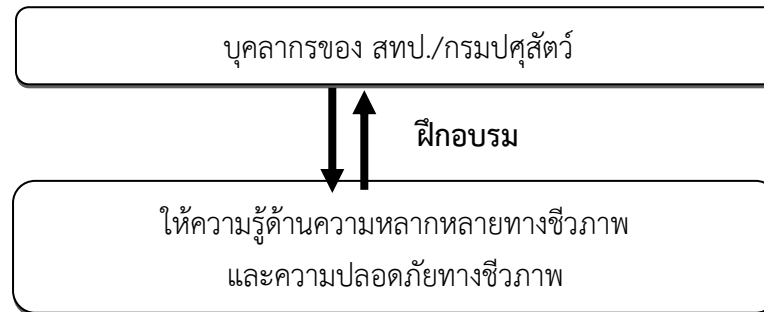 บุคลากรของ สทป./กรมปศุสัตว์
ฝึกอบรม
ให้ความรู้ด้านความหลากหลายทางชีวภาพ
และความปลอดภัยทางชีวภาพ